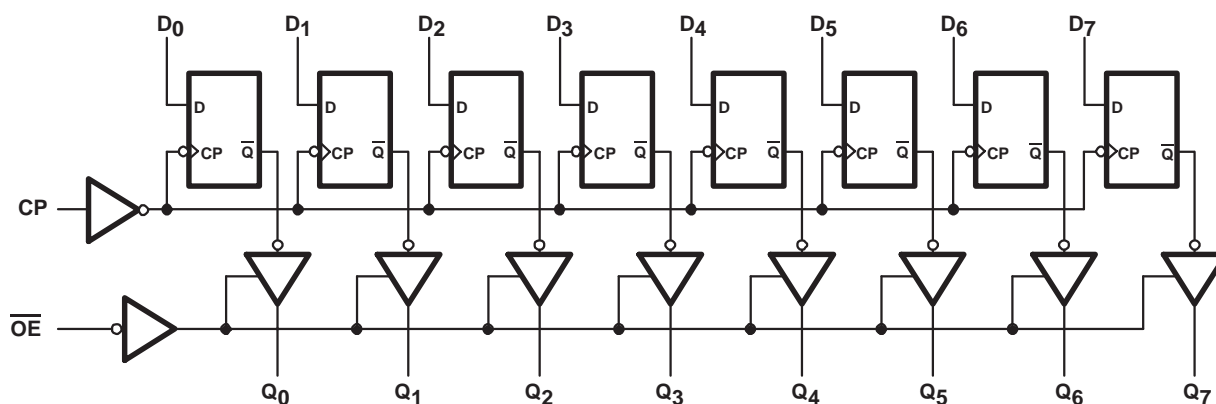 D0 D1 D2 D3 D4 D5 D6 D7
D D D D D D D D
CP Q̅ CP Q̅ CP Q̅ CP Q̅ CP Q̅ CP Q̅ CP Q̅ CP Q̅
CP
O̅E̅
Q0 Q1 Q2 Q3 Q4 Q5 Q6 Q7